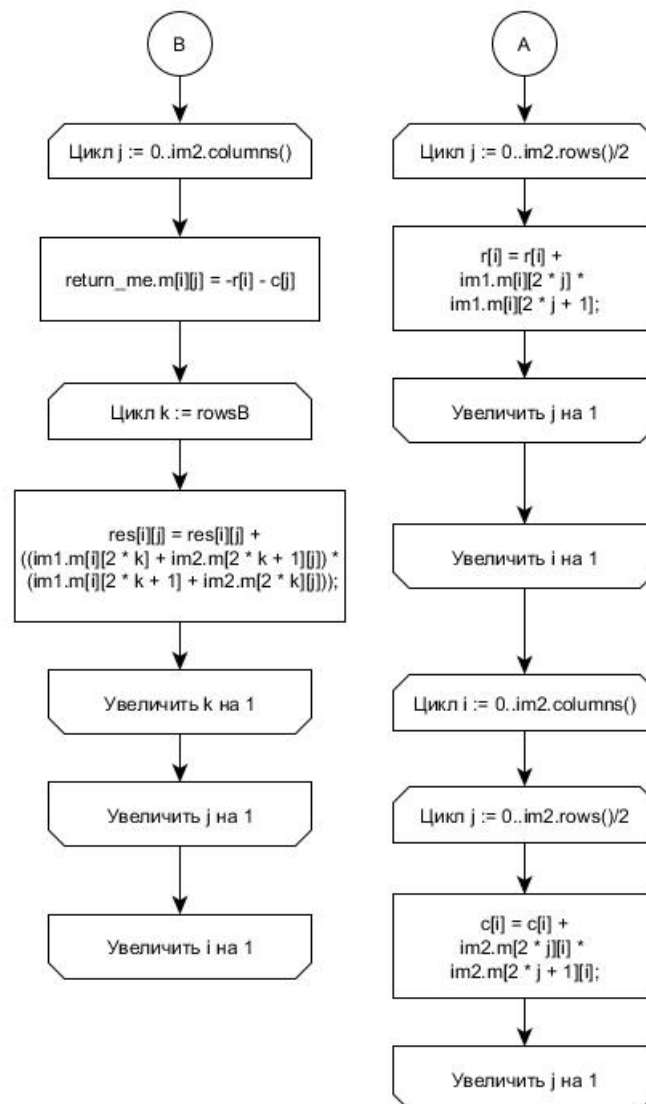 B
Цикл j := 0..im2.columns()
return_me.m[i][j] = -r[i] - c[j]
Цикл k := rowsB
res[i][j] = res[i][j] +
((im1.m[i][2 * k] + im2.m[2 * k + 1][j]) *
(im1.m[i][2 * k + 1] + im2.m[2 * k][j]));
Увеличить k на 1
Увеличить j на 1
Увеличить i на 1
A
Цикл j := 0..im2.rows()/2
r[i] = r[i] +
im1.m[i][2 * j] *
im1.m[i][2 * j + 1];
Увеличить j на 1
Увеличить i на 1
Цикл i := 0..im2.columns()
Цикл j := 0..im2.rows()/2
c[i] = c[i] +
im2.m[2 * j][i] *
im2.m[2 * j + 1][i];
Увеличить j на 1